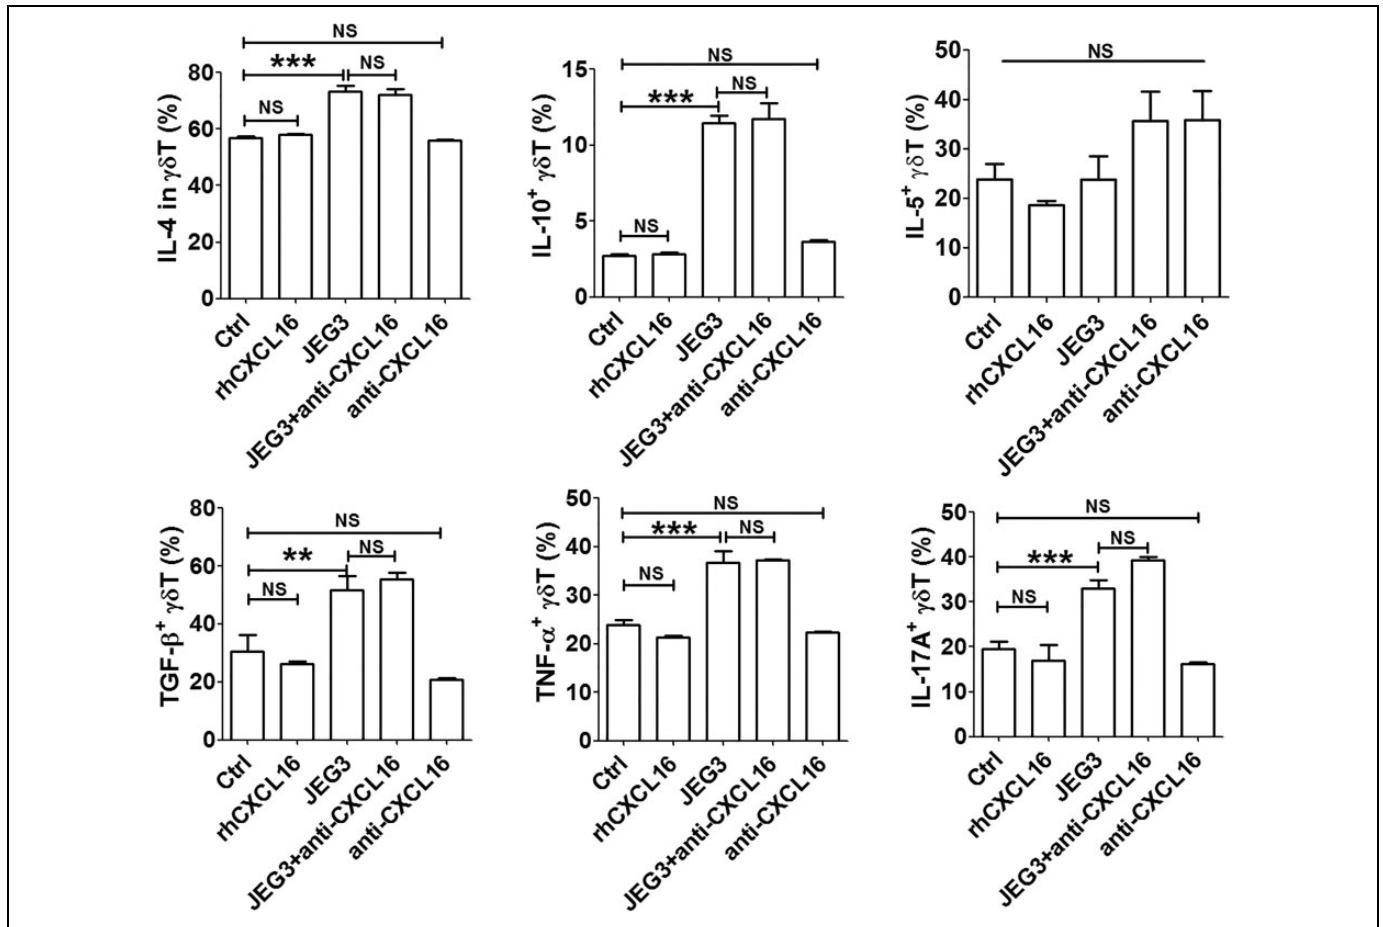 NS
*** NS
NS
IL-4 in γδT (%)
80
60
40
20
0
Ctrl
rhCXCL16
JEG3
JEG3+anti-CXCL16
anti-CXCL16
NS
*** NS
NS
IL-10+ γδT (%)
15
10
5
0
Ctrl
rhCXCL16
JEG3
JEG3+anti-CXCL16
anti-CXCL16
NS
IL-5+ γδT (%)
50
40
30
20
10
0
Ctrl
rhCXCL16
JEG3
JEG3+anti-CXCL16
anti-CXCL16
NS
** NS
NS
TGF-β+ γδT (%)
80
60
40
20
0
Ctrl
rhCXCL16
JEG3
JEG3+anti-CXCL16
anti-CXCL16
NS
*** NS
NS
TNF-α+ γδT (%)
50
40
30
20
10
0
Ctrl
rhCXCL16
JEG3
JEG3+anti-CXCL16
anti-CXCL16
NS
*** NS
NS
IL-17A+ γδT (%)
50
40
30
20
10
0
Ctrl
rhCXCL16
JEG3
JEG3+anti-CXCL16
anti-CXCL16